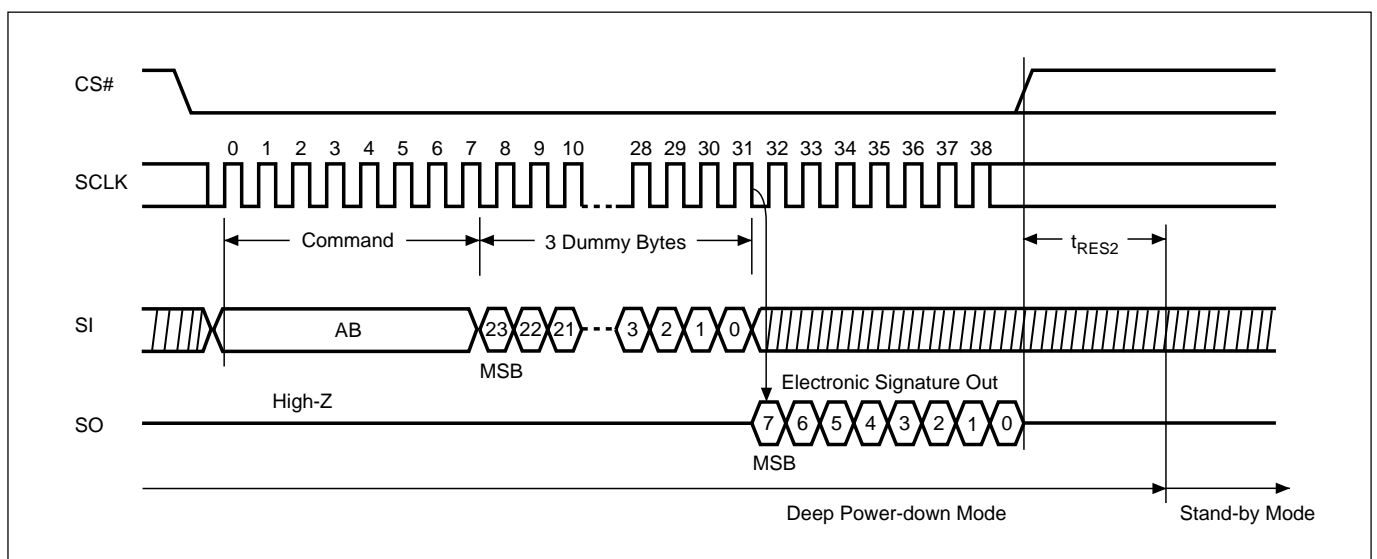 CS#
0 1 2 3 4 5 6 7 8 9 10 28 29 30 31 32 33 34 35 36 37 38
SCLK
Command
3 Dummy Bytes
tRES2
SI
AB
23 22 21 3 2 1 0
MSB
Electronic Signature Out
High-Z
SO
7 6 5 4 3 2 1 0
MSB
Deep Power-down Mode
Stand-by Mode